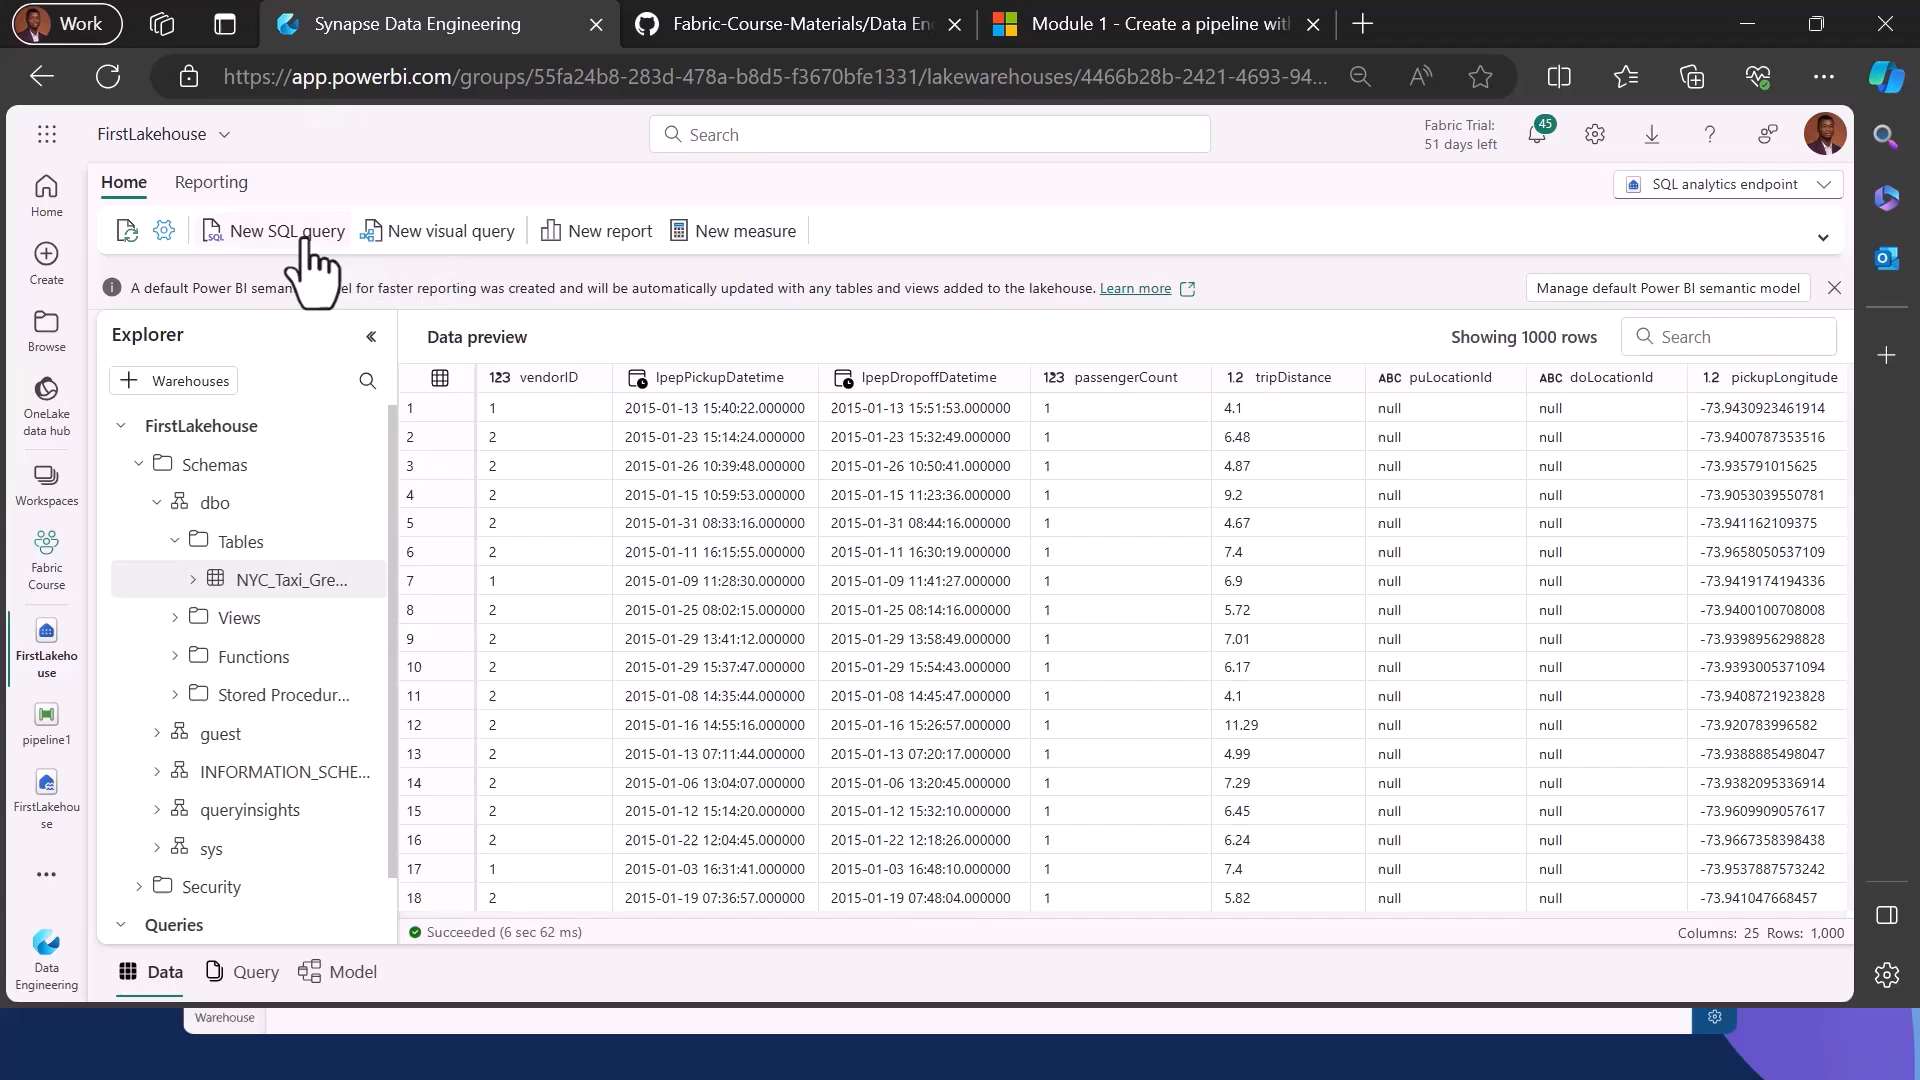 Work
Synapse Data Engineering
Fabric-Course-Materials/Data En
Module 1 - Create a pipeline wit
https://app.powerbi.com/groups/55fa24b8-283d-478a-b8d5-f3670bfe1331/lakewarehouses/4466b28b-2421-4693-94...
FirstLakehouse
Search
Fabric Trial:
51 days left
45
Home Reporting
SQL analytics endpoint
New SQL query New visual query New report New measure
A default Power BI seman el for faster reporting was created and will be automatically updated with any tables and views added to the lakehouse. Learn more
Manage default Power BI semantic model
Home
Create
Browse
OneLake
data hub
Workspaces
Fabric
Course
FirstLakeho
use
pipeline1
FirstLakehou
se
Data
Engineering
Explorer
Warehouses
FirstLakehouse
Schemas
dbo
Tables
NYC_Taxi_Gre...
Views
Functions
Stored Procedur...
guest
INFORMATION_SCHE...
queryinsights
sys
Security
Queries
Data preview Showing 1000 rows Search
123 vendorID lpepPickupDatetime lpepDropoffDatetime 123 passengerCount 1.2 tripDistance ABC puLocationId ABC doLocationId 1.2 pickupLongitude
1 1 2015-01-13 15:40:22.000000 2015-01-13 15:51:53.000000 1 4.1 null null -73.9430923461914
2 2 2015-01-23 15:14:24.000000 2015-01-23 15:32:49.000000 1 6.48 null null -73.9400787353516
3 2 2015-01-26 10:39:48.000000 2015-01-26 10:50:41.000000 1 4.87 null null -73.935791015625
4 2 2015-01-15 10:59:53.000000 2015-01-15 11:23:36.000000 1 9.2 null null -73.9053039550781
5 2 2015-01-31 08:33:16.000000 2015-01-31 08:44:16.000000 1 4.67 null null -73.941162109375
6 2 2015-01-11 16:15:55.000000 2015-01-11 16:30:19.000000 1 7.4 null null -73.9658050537109
7 1 2015-01-09 11:28:30.000000 2015-01-09 11:41:27.000000 1 6.9 null null -73.9419174194336
8 2 2015-01-25 08:02:15.000000 2015-01-25 08:14:16.000000 1 5.72 null null -73.9400100708008
9 2 2015-01-29 13:41:12.000000 2015-01-29 13:58:49.000000 1 7.01 null null -73.9398956298828
10 2 2015-01-29 15:37:47.000000 2015-01-29 15:54:43.000000 1 6.17 null null -73.9393005371094
11 2 2015-01-08 14:35:44.000000 2015-01-08 14:45:47.000000 1 4.1 null null -73.9408721923828
12 2 2015-01-16 14:55:16.000000 2015-01-16 15:26:57.000000 1 11.29 null null -73.920783996582
13 2 2015-01-13 07:11:44.000000 2015-01-13 07:20:17.000000 1 4.99 null null -73.9388885498047
14 2 2015-01-06 13:04:07.000000 2015-01-06 13:20:45.000000 1 7.29 null null -73.9382095336914
15 2 2015-01-12 15:14:20.000000 2015-01-12 15:32:10.000000 1 6.45 null null -73.9609909057617
16 2 2015-01-22 12:04:45.000000 2015-01-22 12:18:26.000000 1 6.24 null null -73.9667358398438
17 1 2015-01-03 16:31:41.000000 2015-01-03 16:48:10.000000 1 7.4 null null -73.9537887573242
18 2 2015-01-19 07:36:57.000000 2015-01-19 07:48:04.000000 1 5.82 null null -73.941047668457
Succeeded (6 sec 62 ms) Columns: 25 Rows: 1,000
Data Query Model
Warehouse